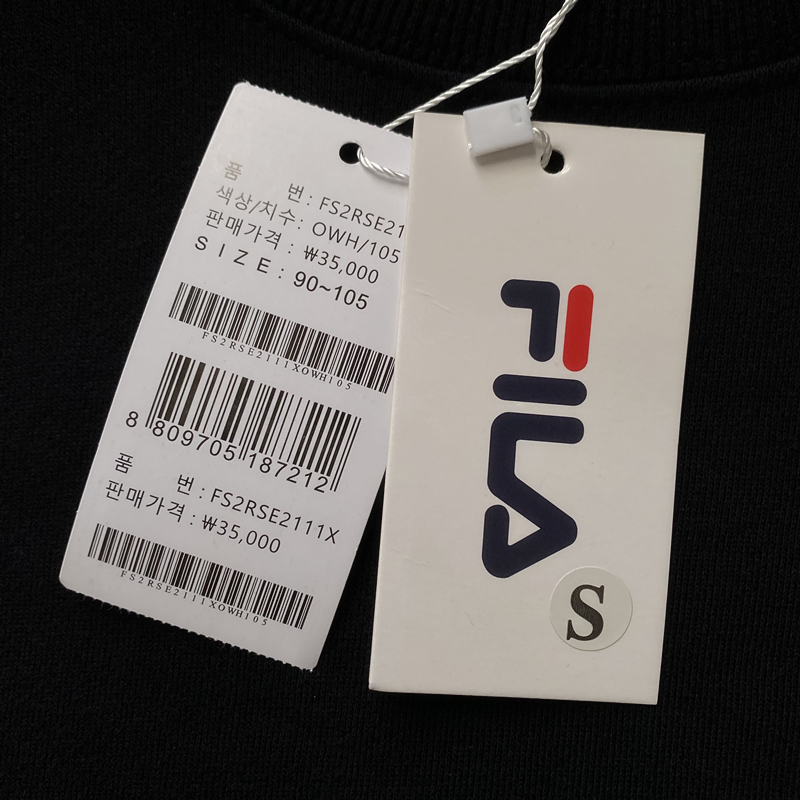 품 번 : FS2RSE21
색상/치수 : OWH/105
판매가격 : ₩35,000
SIZE : 90~105
FS2RSE2111XOWH105
8 809705 187212
품 번 : FS2RSE2111X
판매가격 : ₩35,000
FS2RSE2111XOWH105
FILA
S